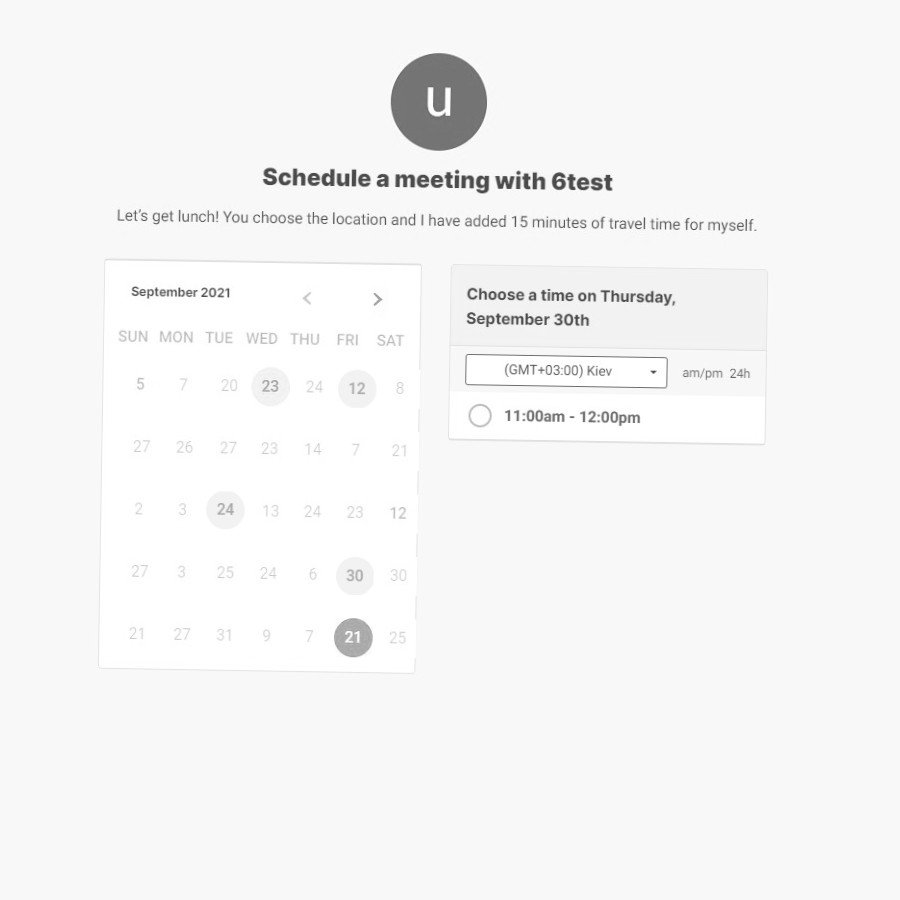 u
Schedule a meeting with 6test
Let's get lunch! You choose the location and I have added 15 minutes of travel time for myself.
September 2021
SUN MON TUE WED THU FRI SAT
5 7 20 23 24 12 8
27 26 27 23 14 7 21
2 3 24 13 24 23 12
27 3 25 24 6 30 30
21 27 31 9 7 21 25
Choose a time on Thursday,
September 30th
(GMT+03:00) Kiev am/pm 24h
11:00am - 12:00pm